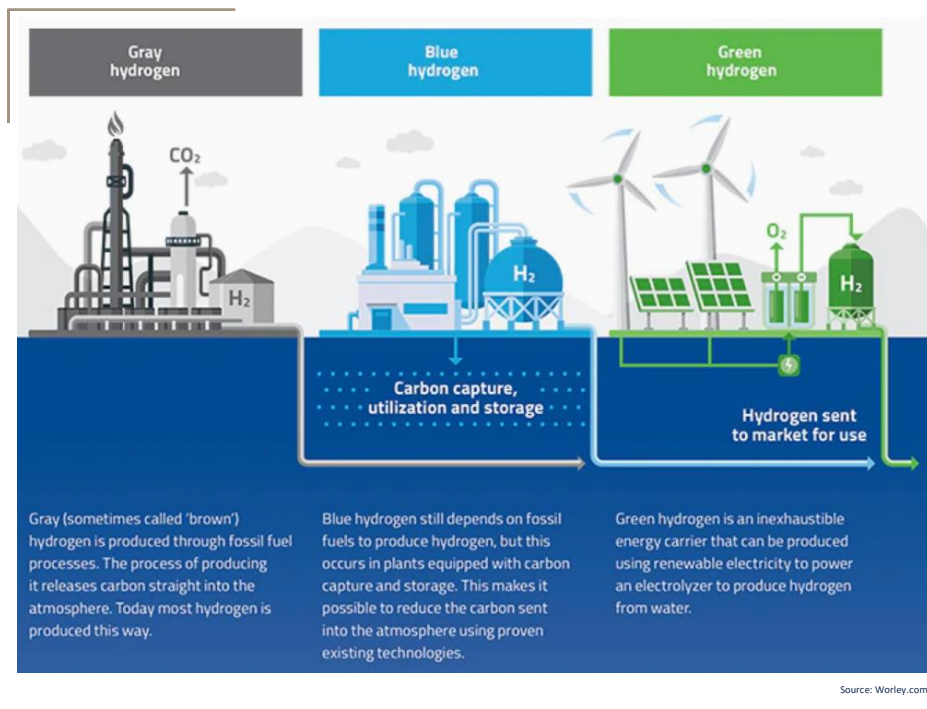 Gray
hydrogen
Blue
hydrogen
Green
hydrogen
CO₂
H₂
H₂
O₂
H₂
Carbon capture,
utilization and storage
Hydrogen sent
to market for use
Gray (sometimes called ‘brown’)
hydrogen is produced through fossil fuel
processes. The process of producing
it releases carbon straight into the
atmosphere. Today most hydrogen is
produced this way.
Blue hydrogen still depends on fossil
fuels to produce hydrogen, but this
occurs in plants equipped with carbon
capture and storage. This makes it
possible to reduce the carbon sent
into the atmosphere using proven
existing technologies.
Green hydrogen is an inexhaustible
energy carrier that can be produced
using renewable electricity to power
an electrolyzer to produce hydrogen
from water.
Source: Worley.com